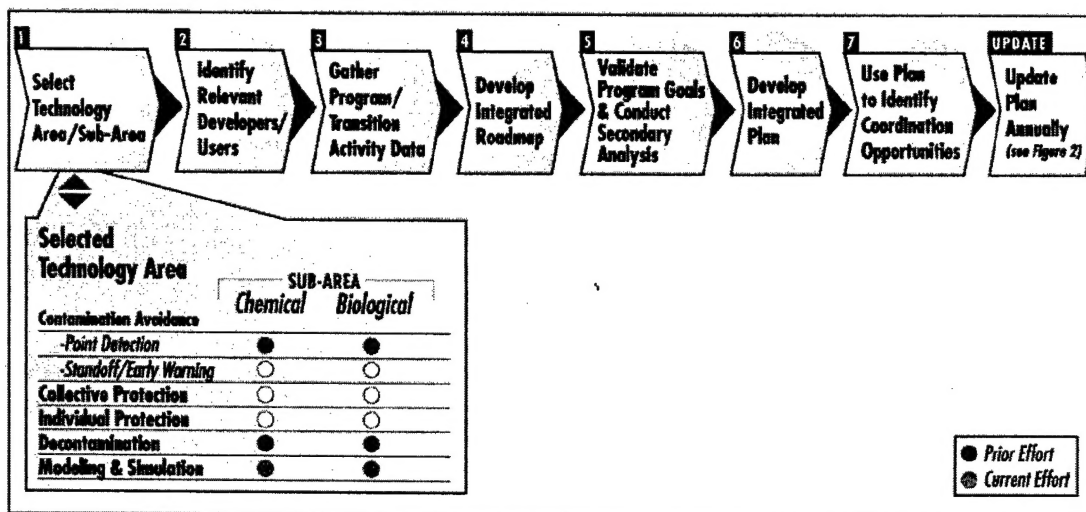 1
Select
Technology
Area/Sub-Area
2
Identify
Relevant
Developers/
Users
3
Gather
Program/
Transition
Activity Data
4
Develop
Integrated
Roadmap
5
Validate
Program Goals
& Conduct
Secondary
Analysis
6
Develop
Integrated
Plan
7
Use Plan
to Identify
Coordination
Opportunities
UPDATE
Update
Plan
Annually
(see Figure 2)
Selected
Technology Area
SUB-AREA
Chemical Biological
Contamination Avoidance
-Point Detection
-Standoff/Early Warning
Collective Protection
Individual Protection
Decontamination
Modeling & Simulation
Prior Effort
Current Effort